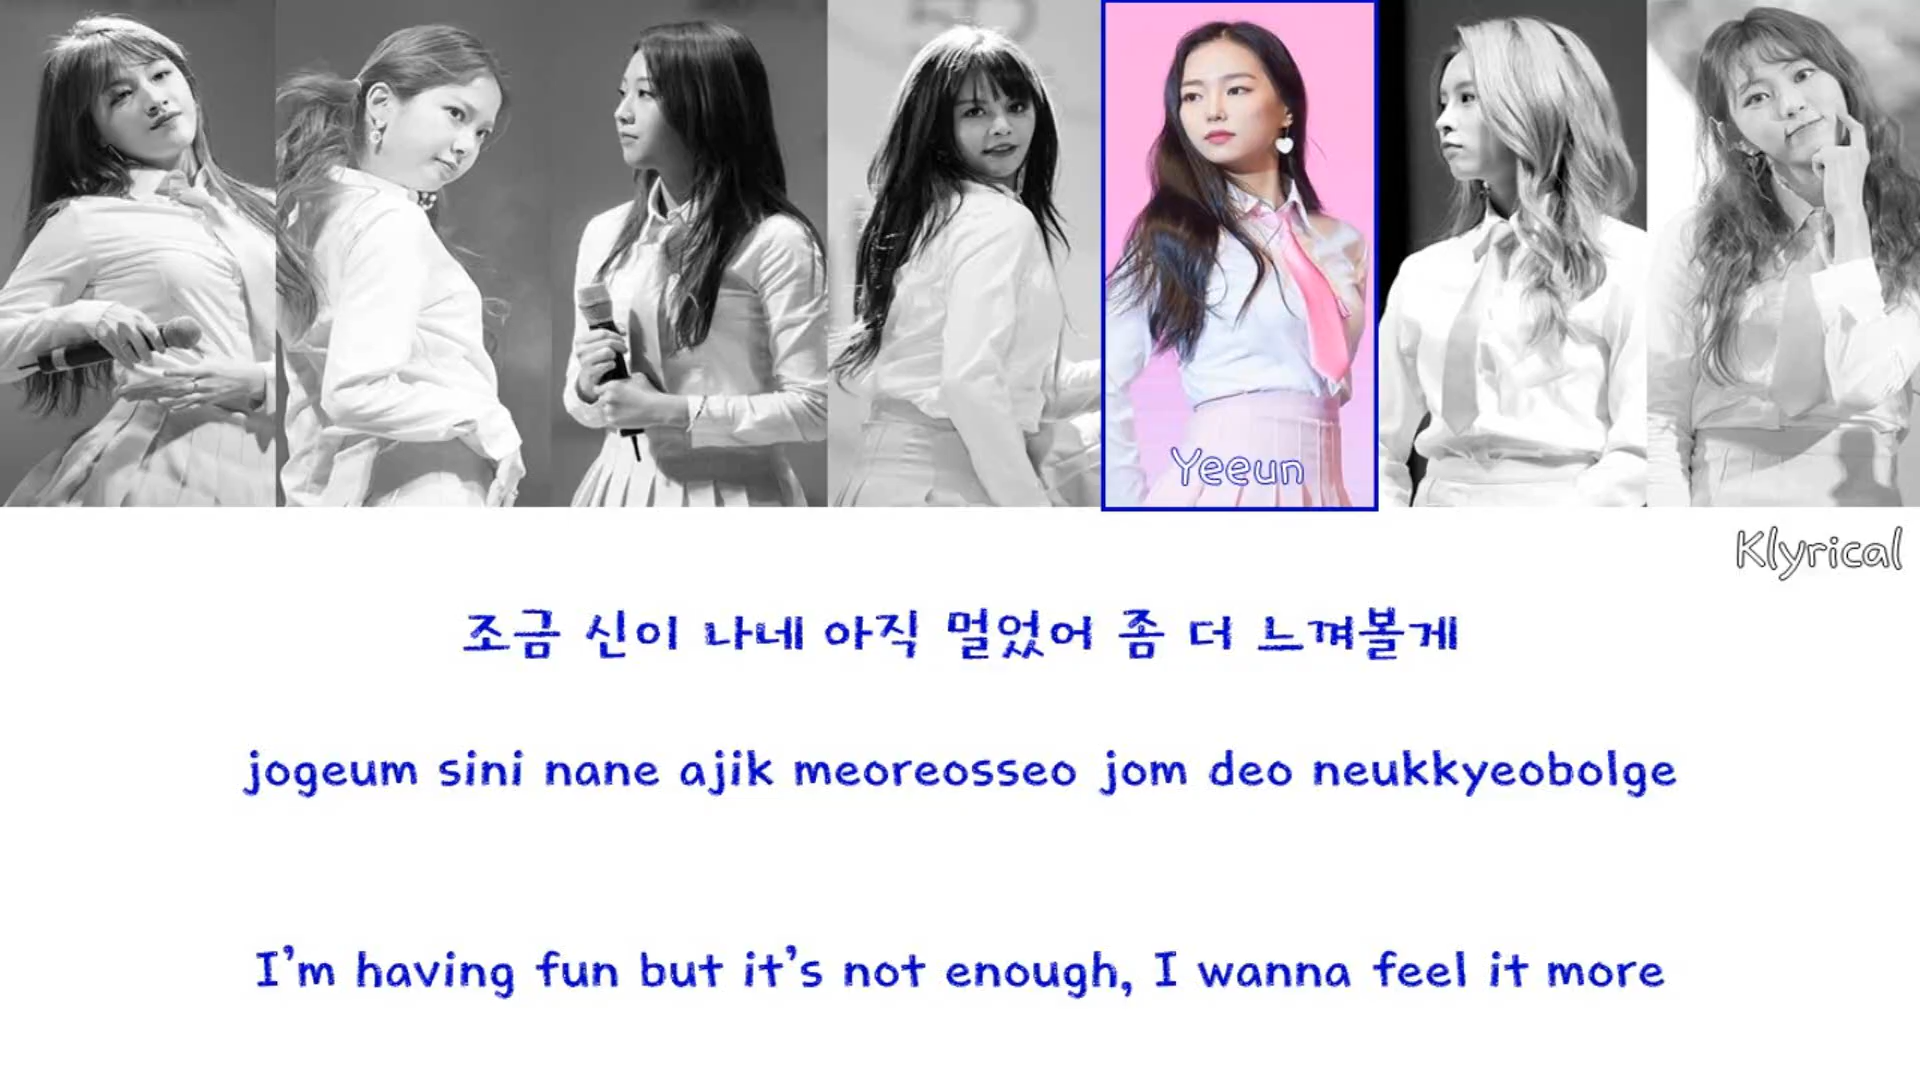 Yeeun
Klyrical
조금 신이 나네 아직 멀었어 좀 더 느껴볼게
jogeum sini nane ajik meoreosseo jom deo neukkyeobolge
I'm having fun but it's not enough, I wanna feel it more